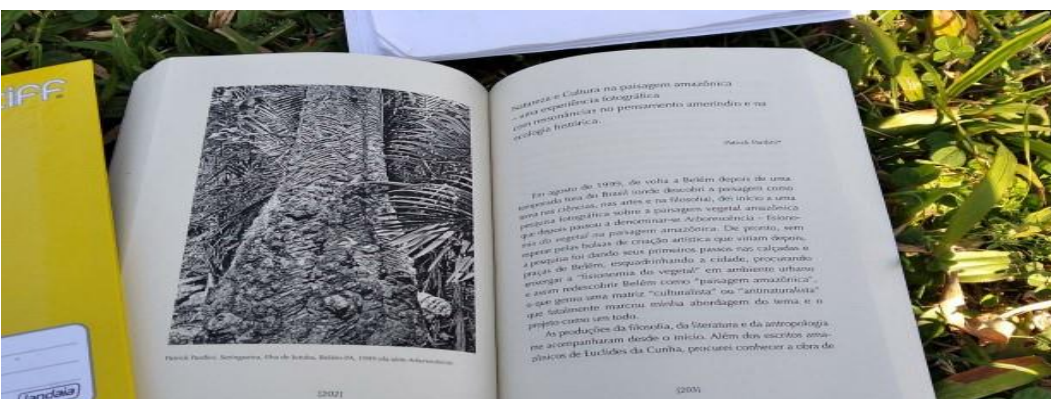 tiff
jandaia
Patrick Pardini, Seringueira, Ilha de Jutuba, Belém-PA, 1999 (da série Arborescência
[202]
Natureza e Cultura na paisagem amazônica
– uma experiência fotográfica
com ressonâncias no pensamento ameríndio e na
ecologia histórica.
Patrick Pardini*
Em agosto de 1999, de volta a Belém depois de uma
temporada fora do Brasil (onde descobri a paisagem como
tema nas ciências, nas artes e na filosofia), dei início a uma
pesquisa fotográfica sobre a paisagem vegetal amazônica
que depois passou a denominar-se Arborescência – fisiono-
mia do vegetal na paisagem amazônica. De pronto, sem
esperar pelas bolsas de criação artística que viriam depois,
a pesquisa foi dando seus primeiros passos nas calçadas e
praças de Belém, esquadrinhando a cidade, procurando
enxergar a "fisionomia do vegetal" em ambiente urbano
e assim redescobrir Belém como "paisagem amazônica",
o que gerou uma matriz "culturalista" ou "antinaturalista"
que fatalmente marcou minha abordagem do tema e o
projeto como um todo.
As produções da filosofia, da literatura e da antropologia
me acompanharam desde o início. Além dos escritos ama-
zônicos de Euclides da Cunha, procurei conhecer a obra de
[203]